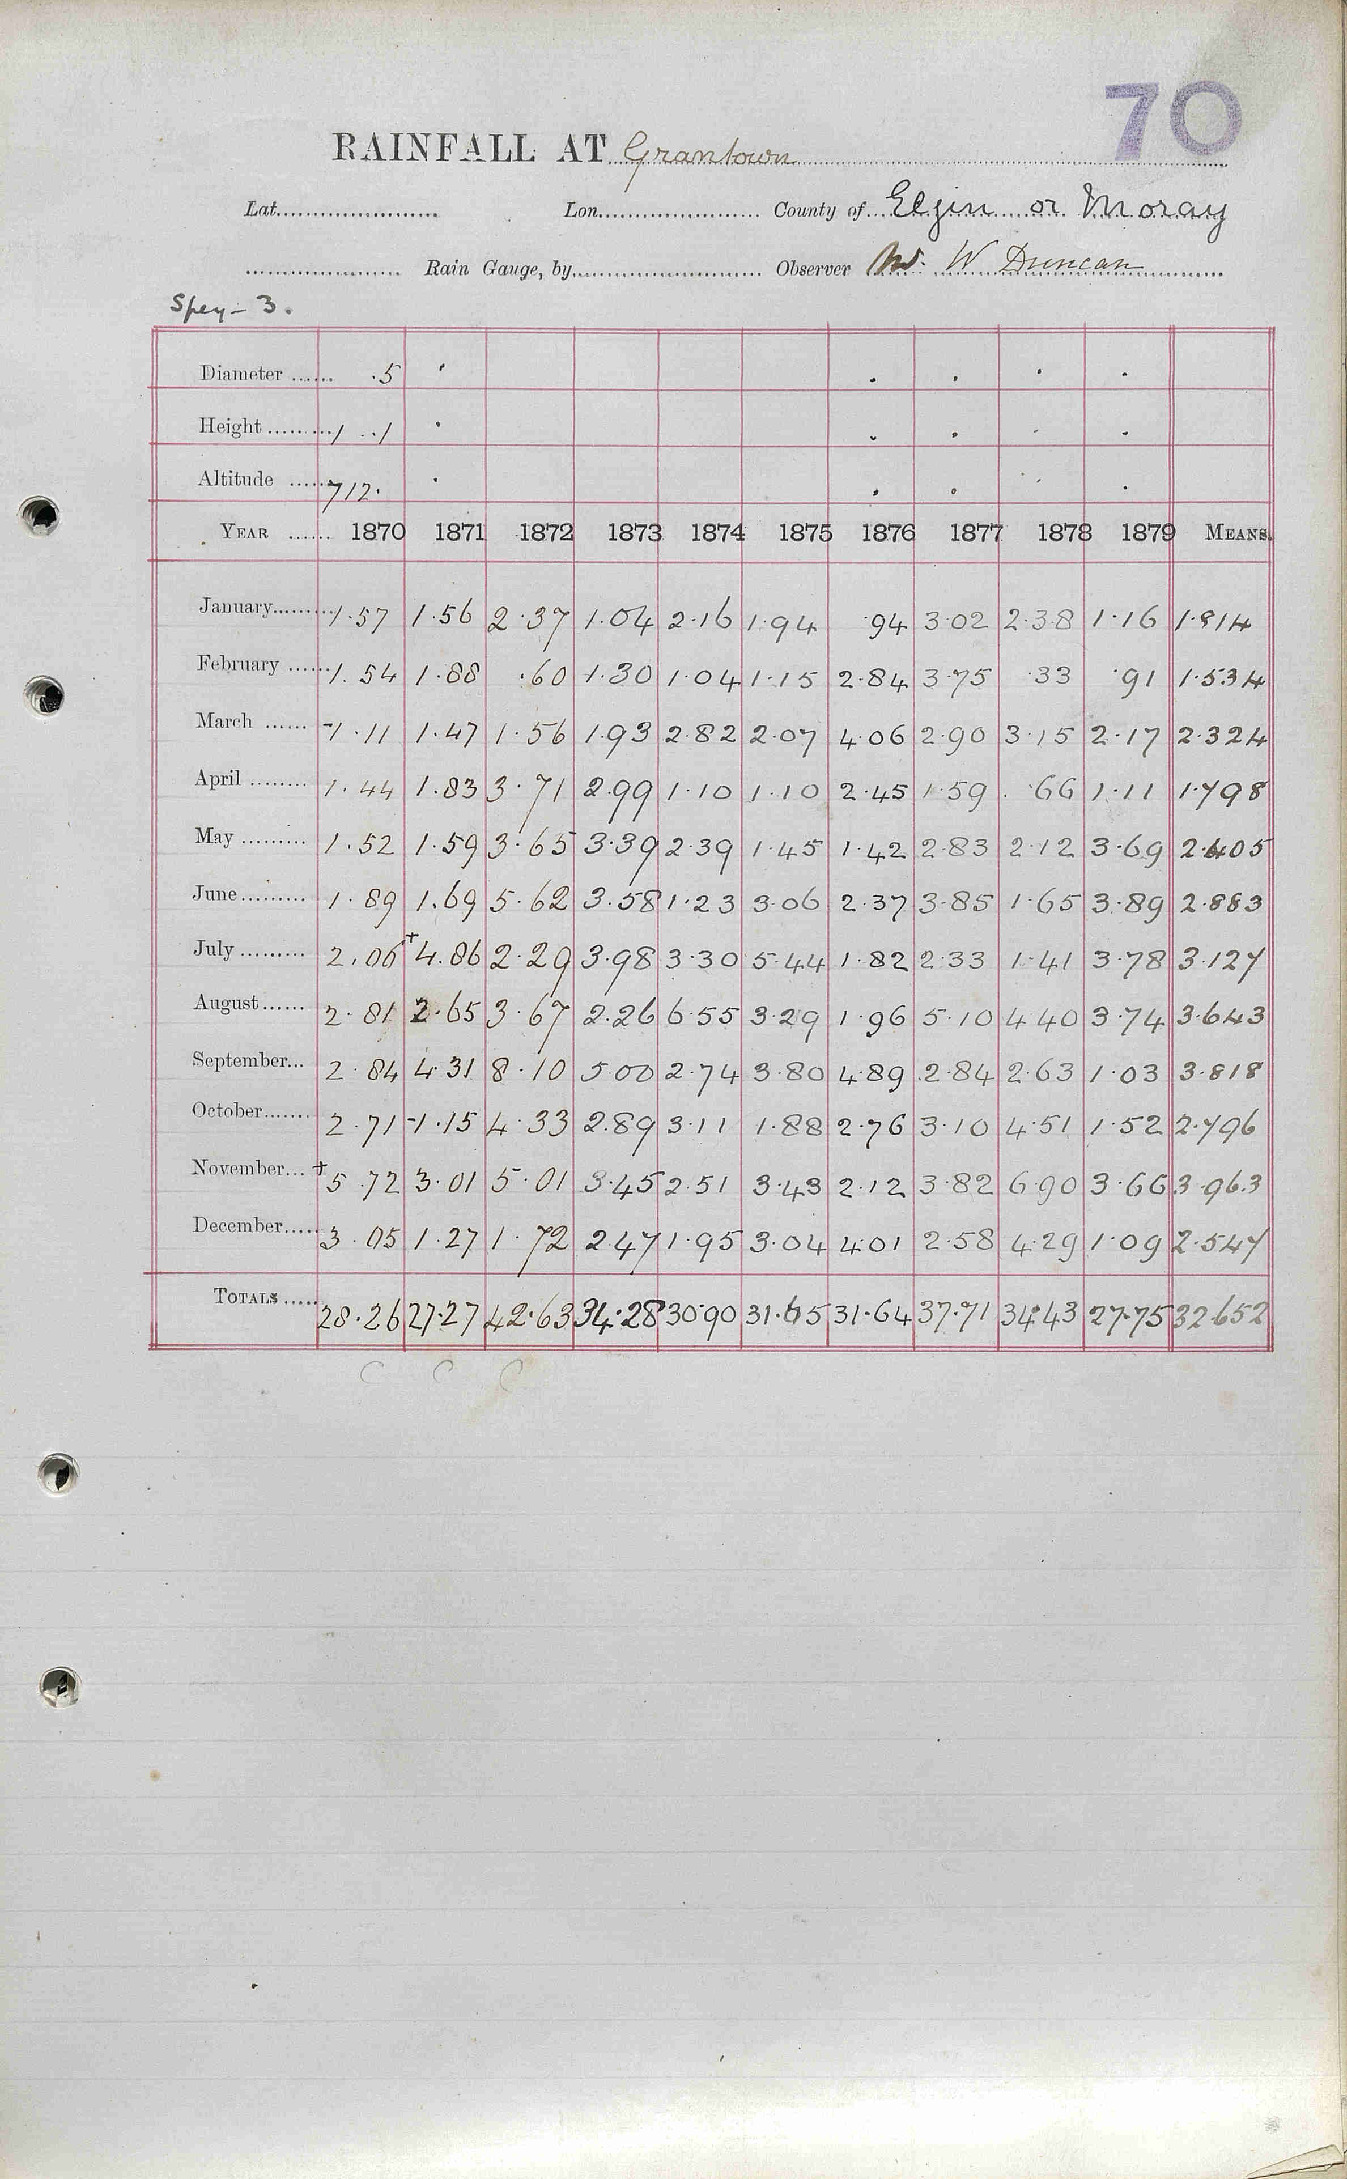 70
RAINFALL AT Grantown
Lat. Lon. County of Elgin or Moray
Rain Gauge, by Observer Mr. W Duncan
Spey - 3.
Diameter ...... .5
Height ......... 1 .. 1
Altitude ...... 712.
YEAR ...... 1870 1871 1872 1873 1874 1875 1876 1877 1878 1879 MEANS.
January......... 1.57 1.56 2.37 1.04 2.16 1.94 .94 3.02 2.38 1.16 1.814
February ...... 1.54 1.88 .60 1.30 1.04 1.15 2.84 3.75 .33 .91 1.534
March ...... -1.11 1.47 1.56 1.93 2.82 2.07 4.06 2.90 3.15 2.17 2.324
April ......... 1.44 1.83 3.71 2.99 1.10 1.10 2.45 1.59 .66 1.11 1.798
May ......... 1.52 1.59 3.65 3.39 2.39 1.45 1.42 2.83 2.12 3.69 2.405
June ......... 1.89 1.69 5.62 3.58 1.23 3.06 2.37 3.85 1.65 3.89 2.883
July ......... 2.06 +4.86 2.29 3.98 3.30 5.44 1.82 2.33 1.41 3.78 3.127
August ...... 2.81 2.65 3.67 2.26 6.55 3.29 1.96 5.10 4.40 3.74 3.643
September... 2.84 4.31 8.10 5.00 2.74 3.80 4.89 2.84 2.63 1.03 3.818
October....... 2.71 -1.15 4.33 2.89 3.11 1.88 2.76 3.10 4.51 1.52 2.796
November... +5.72 3.01 5.01 3.45 2.51 3.43 2.12 3.82 6.90 3.66 3.963
December..... 3.05 1.27 1.72 2.47 1.95 3.04 4.01 2.58 4.29 1.09 2.547
TOTALS ..... 28.26 27.27 42.63 34.28 30.90 31.65 31.64 37.71 34.43 27.75 32.652
C C C